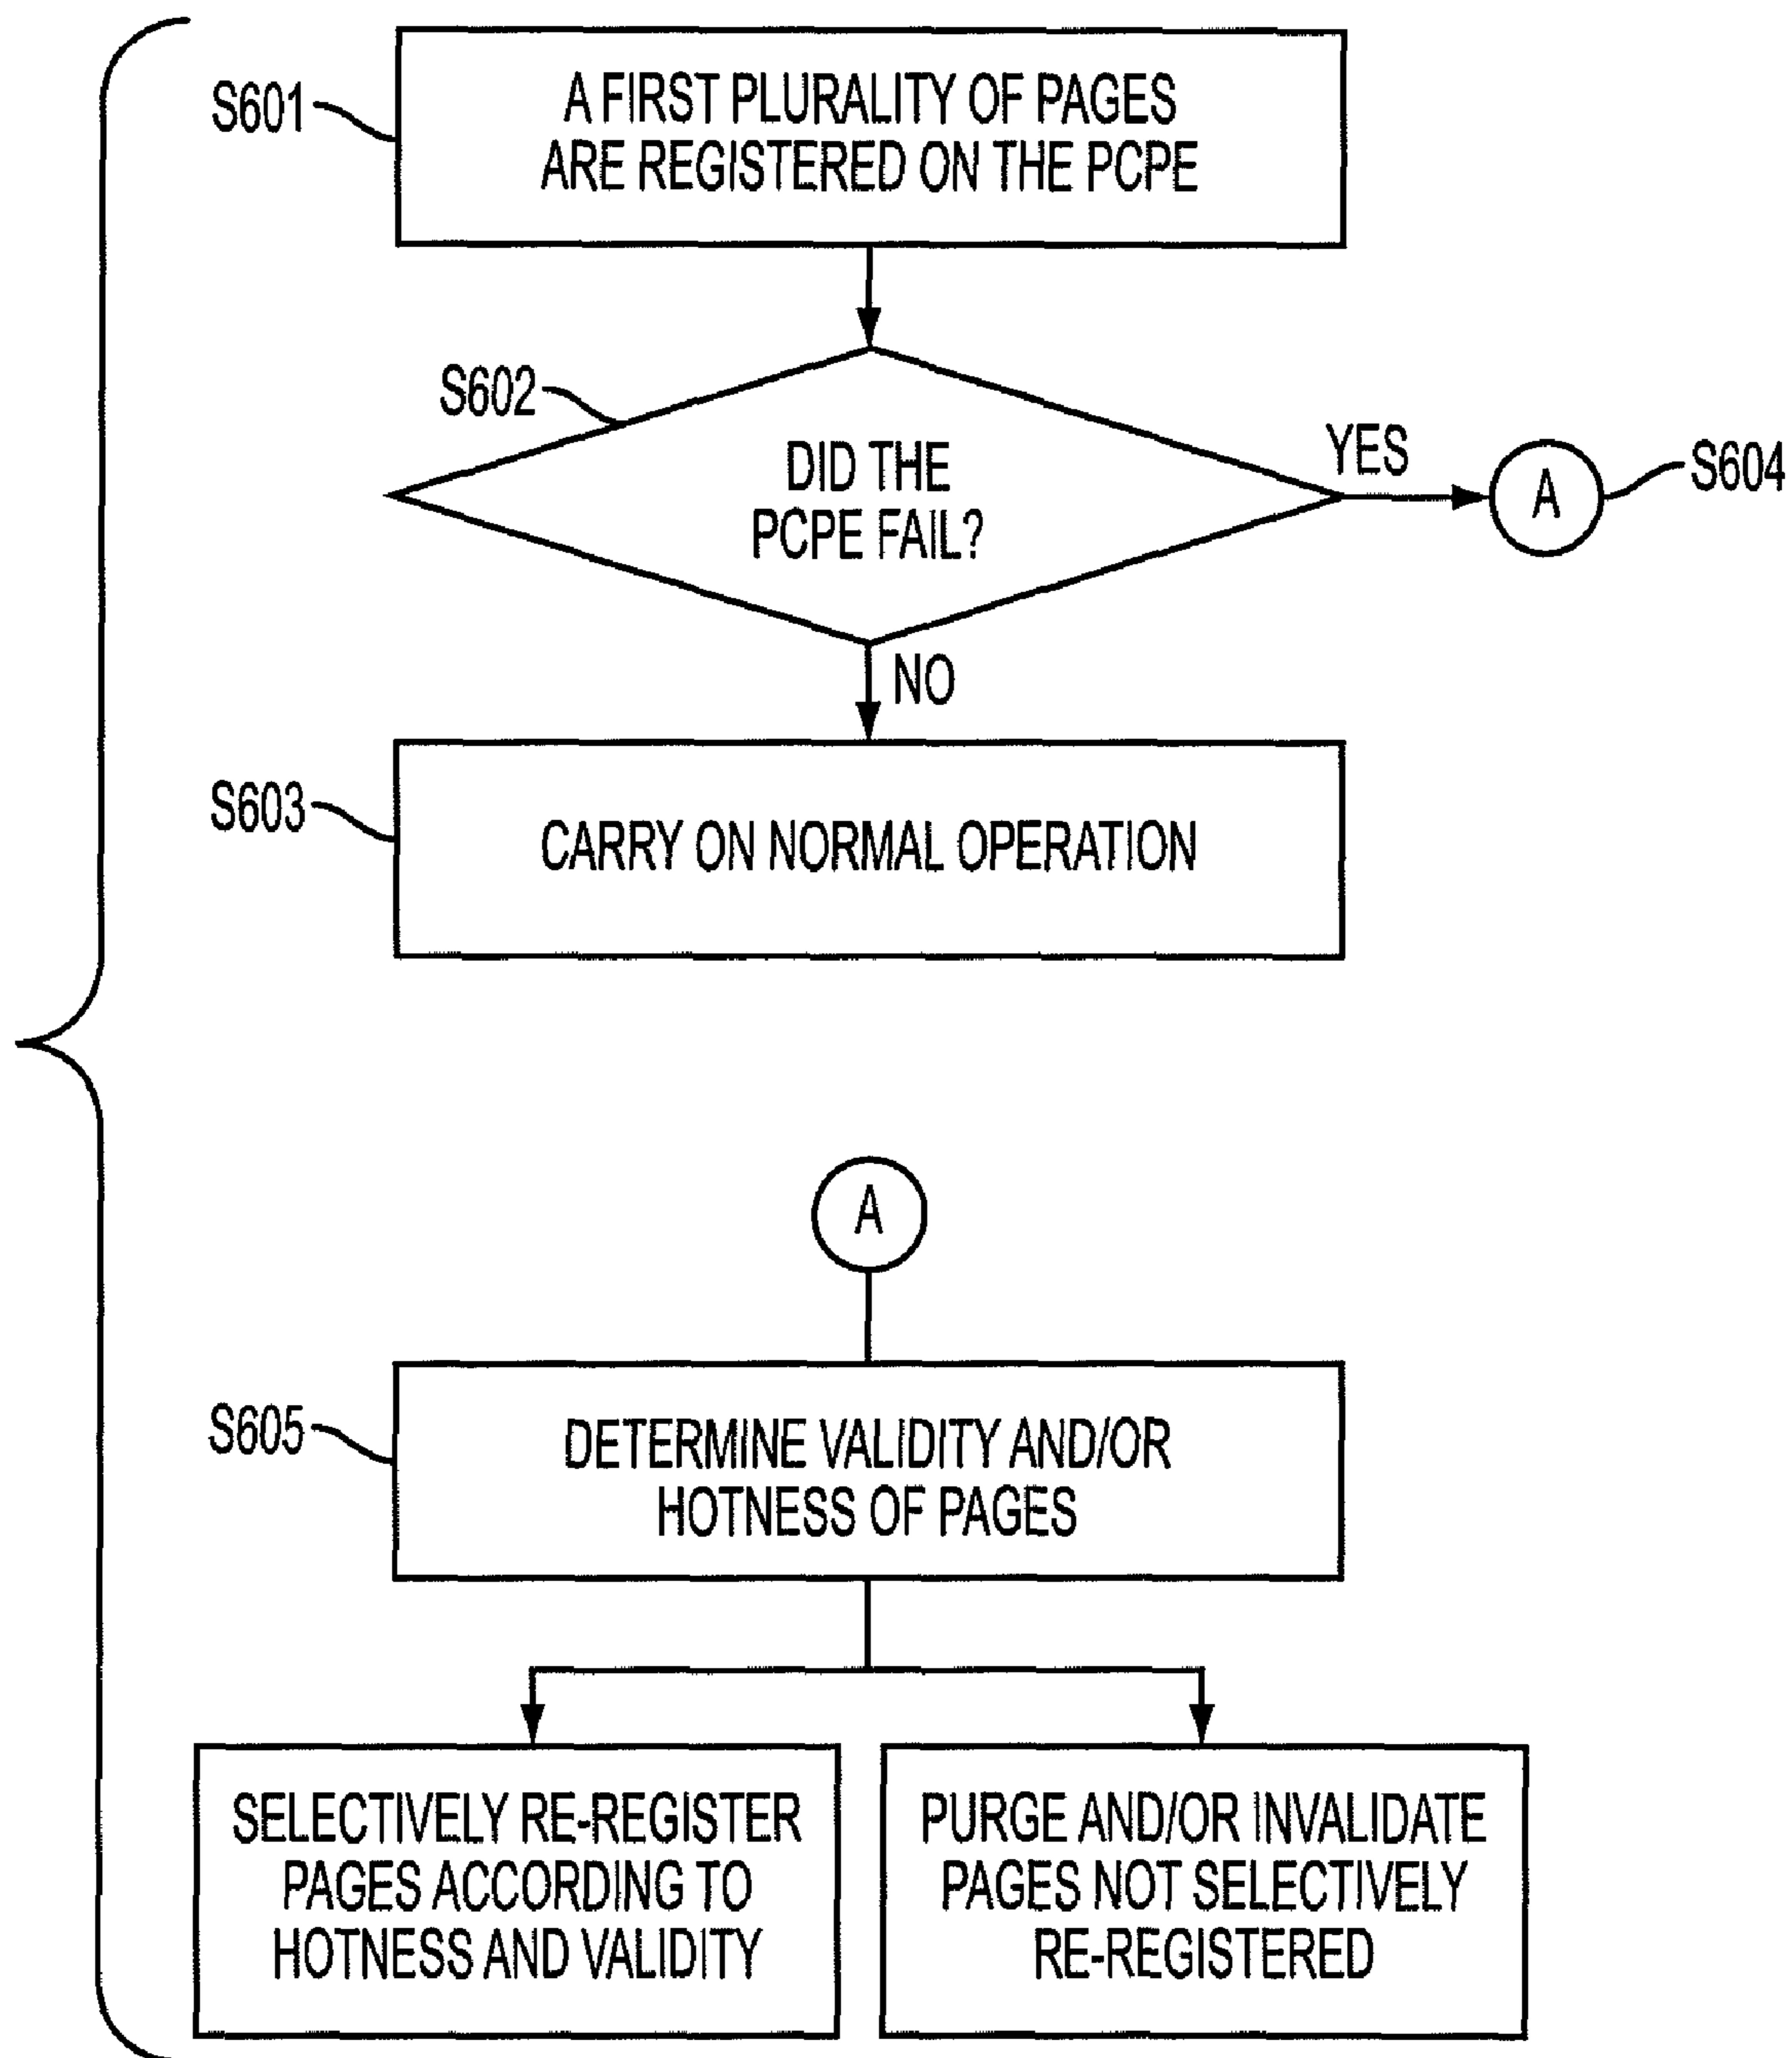 S601
A FIRST PLURALITY OF PAGES
ARE REGISTERED ON THE PCPE
S602
DID THE
PCPE FAIL?
YES
A
S604
NO
S603
CARRY ON NORMAL OPERATION
A
S605
DETERMINE VALIDITY AND/OR
HOTNESS OF PAGES
SELECTIVELY RE-REGISTER
PAGES ACCORDING TO
HOTNESS AND VALIDITY
PURGE AND/OR INVALIDATE
PAGES NOT SELECTIVELY
RE-REGISTERED